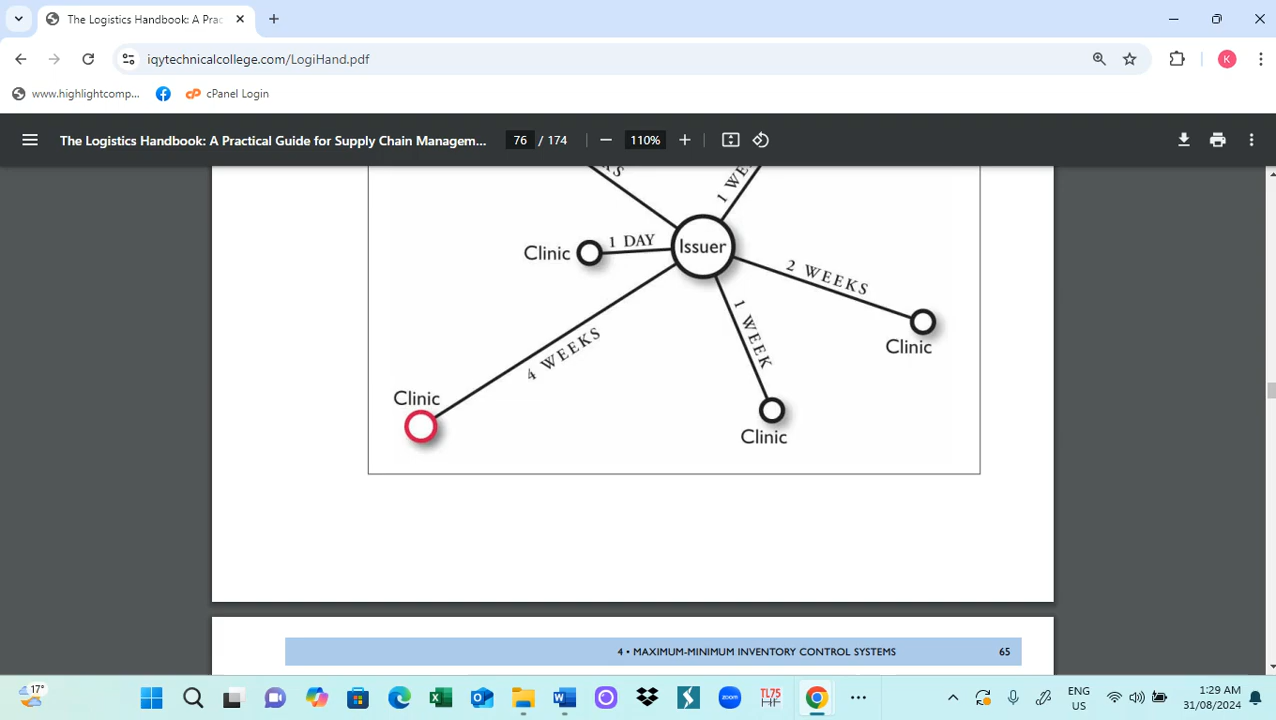 The Logistics Handbook: A Prac
iqytechnicalcollege.com/LogiHand.pdf
K
www.highlightcomp...
cPanel Login
The Logistics Handbook: A Practical Guide for Supply Chain Managem...
76 / 174
110%
1 DAY
Clinic
Issuer
2 WEEKS
1 WEEK
Clinic
4 WEEKS
Clinic
Clinic
4 • MAXIMUM-MINIMUM INVENTORY CONTROL SYSTEMS 65
17°
zoom
TL75
ENG
US
1:29 AM
31/08/2024